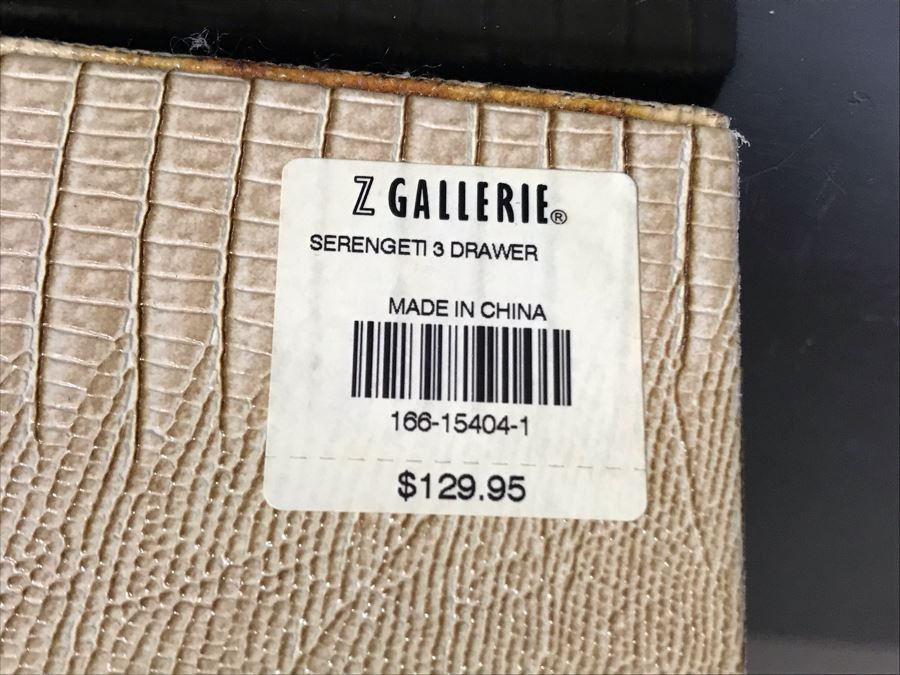 Z GALLERIE®
SERENGETI 3 DRAWER
MADE IN CHINA
166-15404-1
$129.95